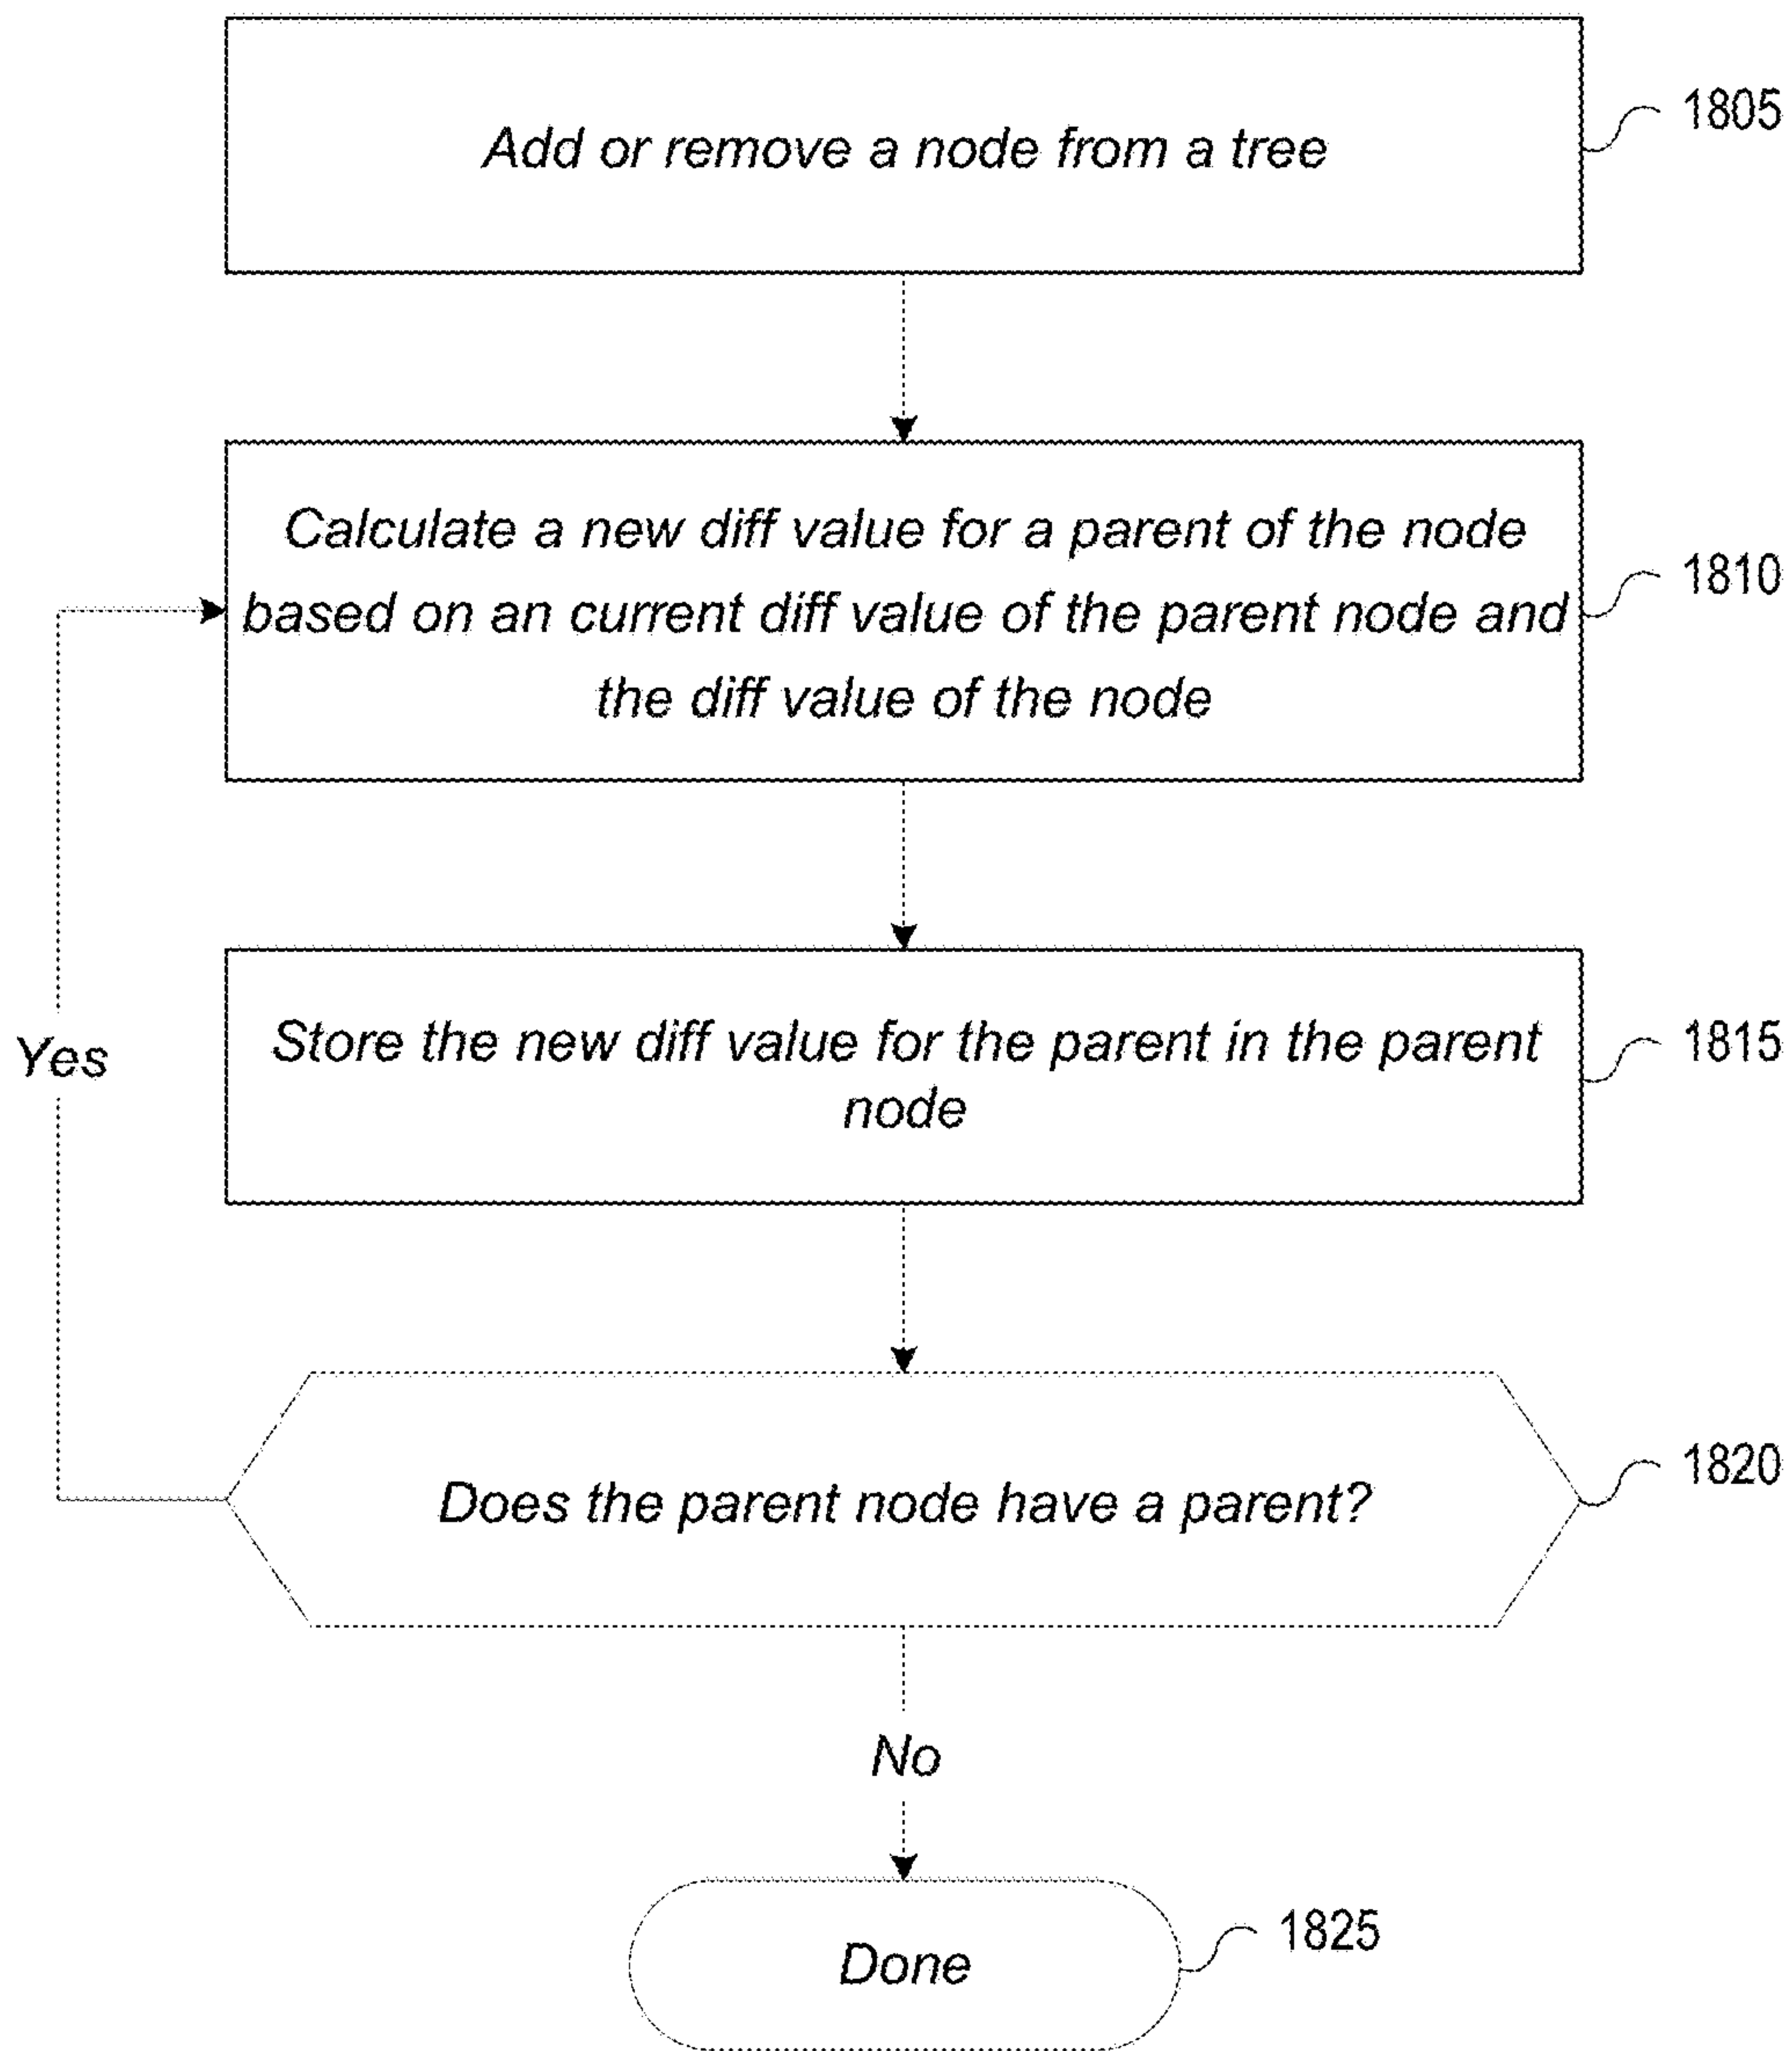 Add or remove a node from a tree
1805
Calculate a new diff value for a parent of the node
based on an current diff value of the parent node and
the diff value of the node
1810
Store the new diff value for the parent in the parent
node
1815
Yes
Does the parent node have a parent?
1820
No
Done
1825